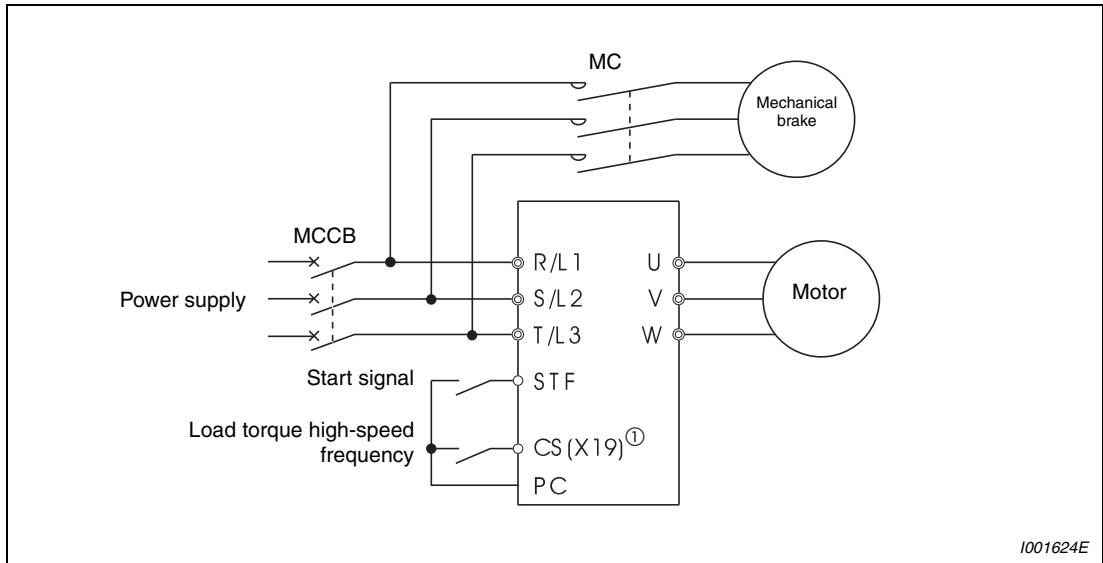 MC
Mechanical
brake
MCCB
R/L1
U
Power supply
S/L2
V
Motor
T/L3
W
Start signal
STF
Load torque high-speed
frequency
CS(X19)①
PC
I001624E